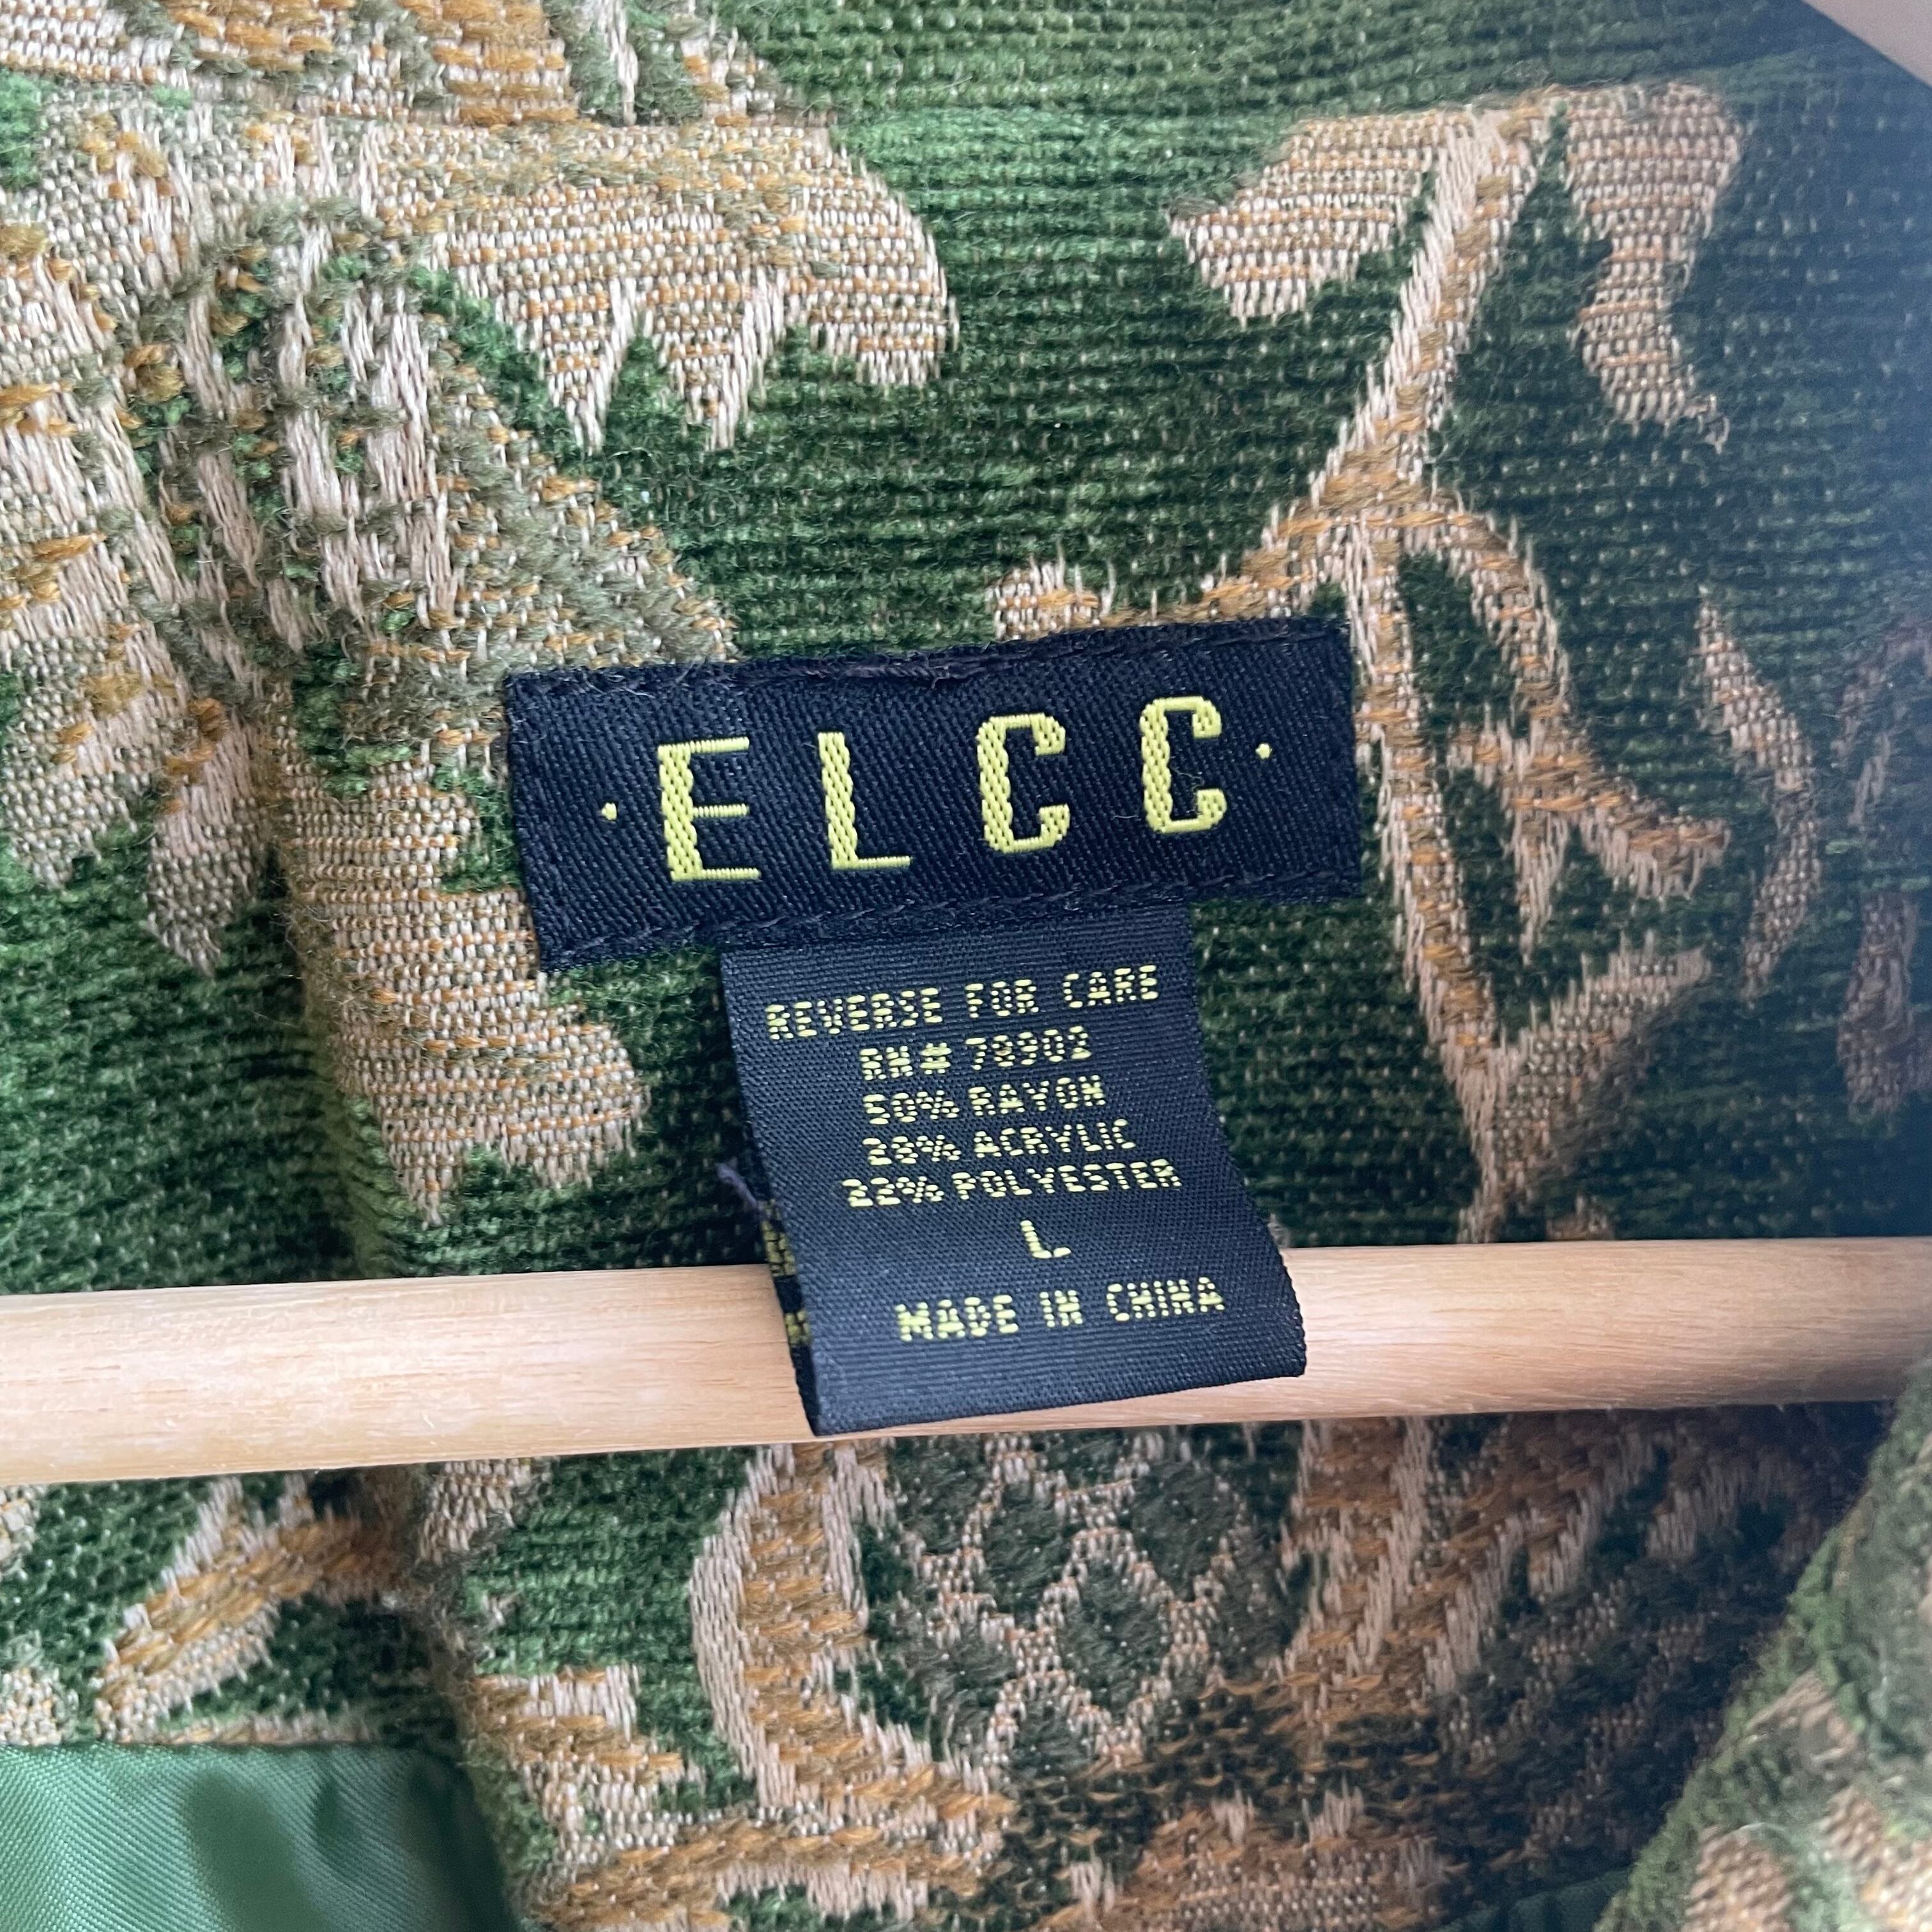 ·ELCC·
REVERSE FOR CARE
RN# 78902
50% RAYON
28% ACRYLIC
22% POLYESTER
L
MADE IN CHINA